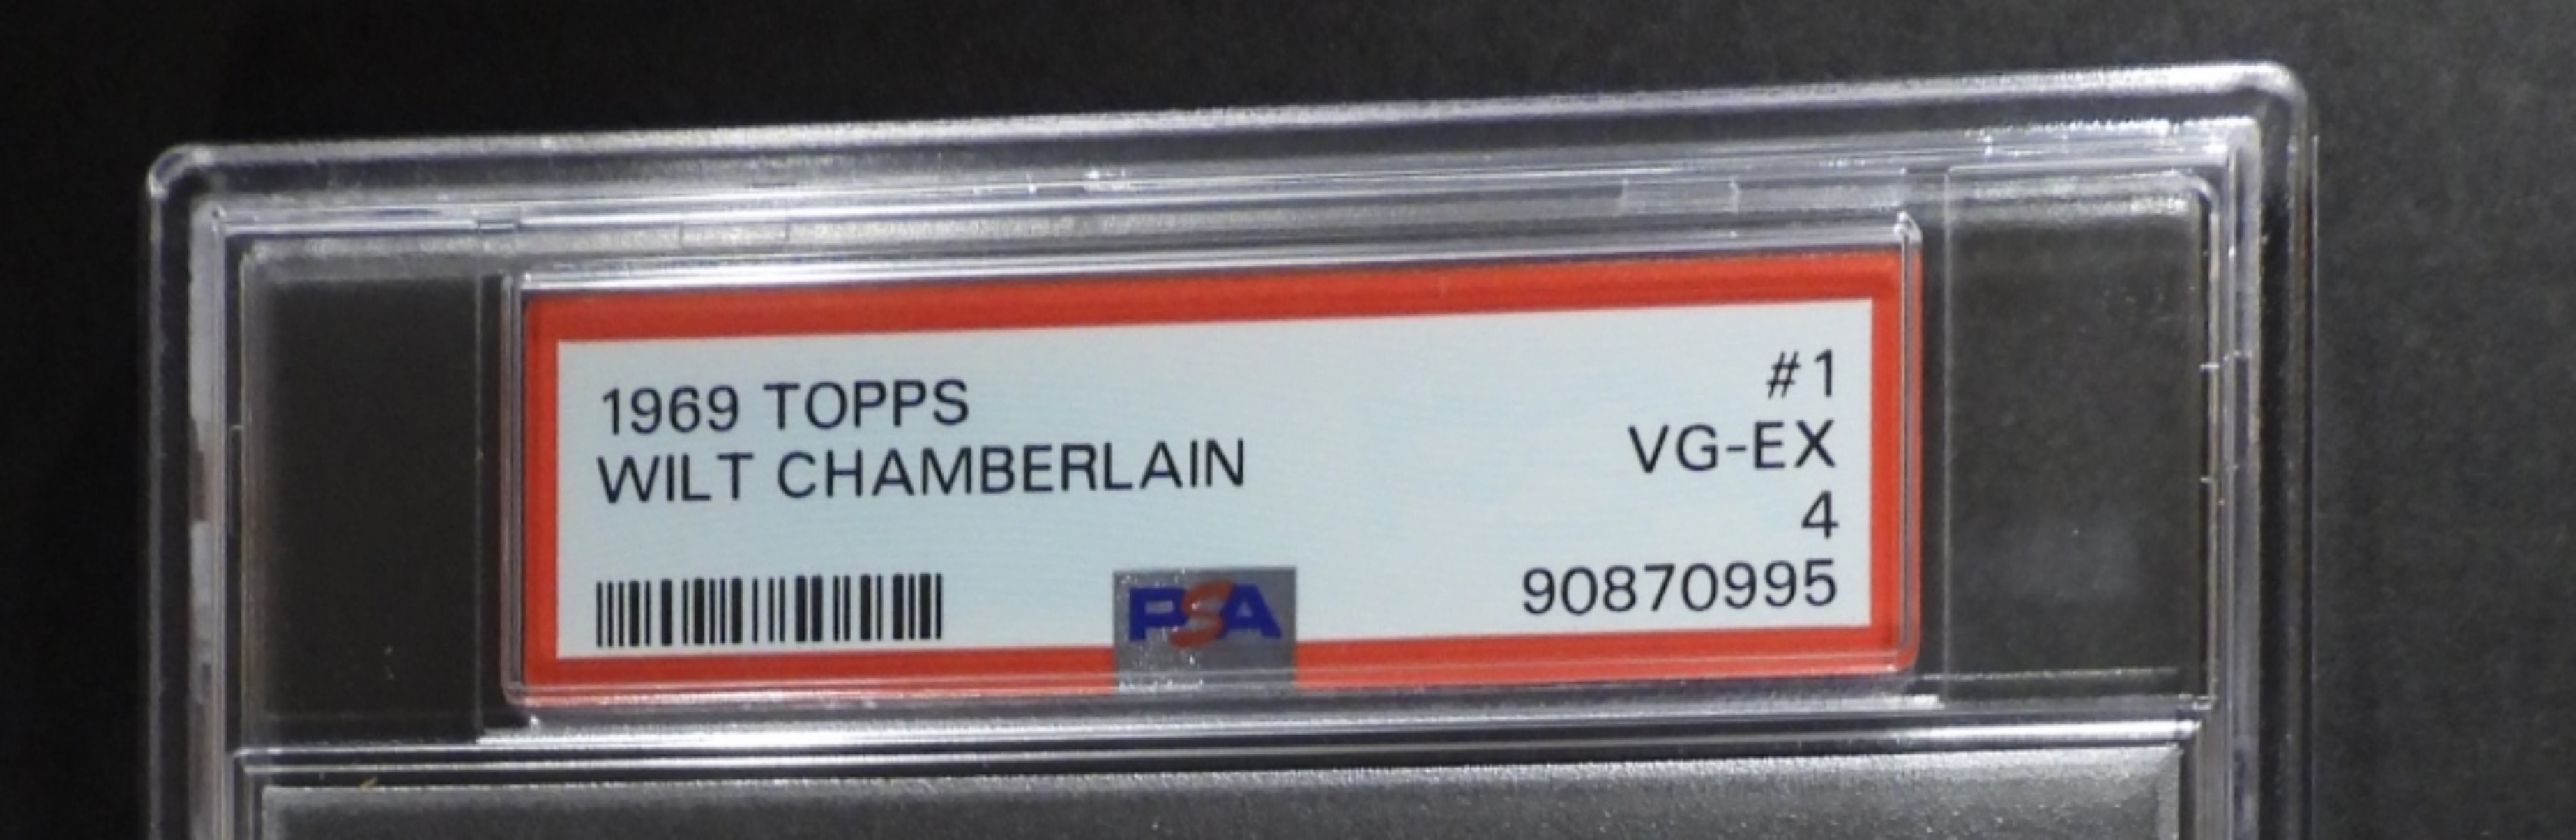 1969 TOPPS
WILT CHAMBERLAIN
#1
VG-EX
4
90870995
PSA